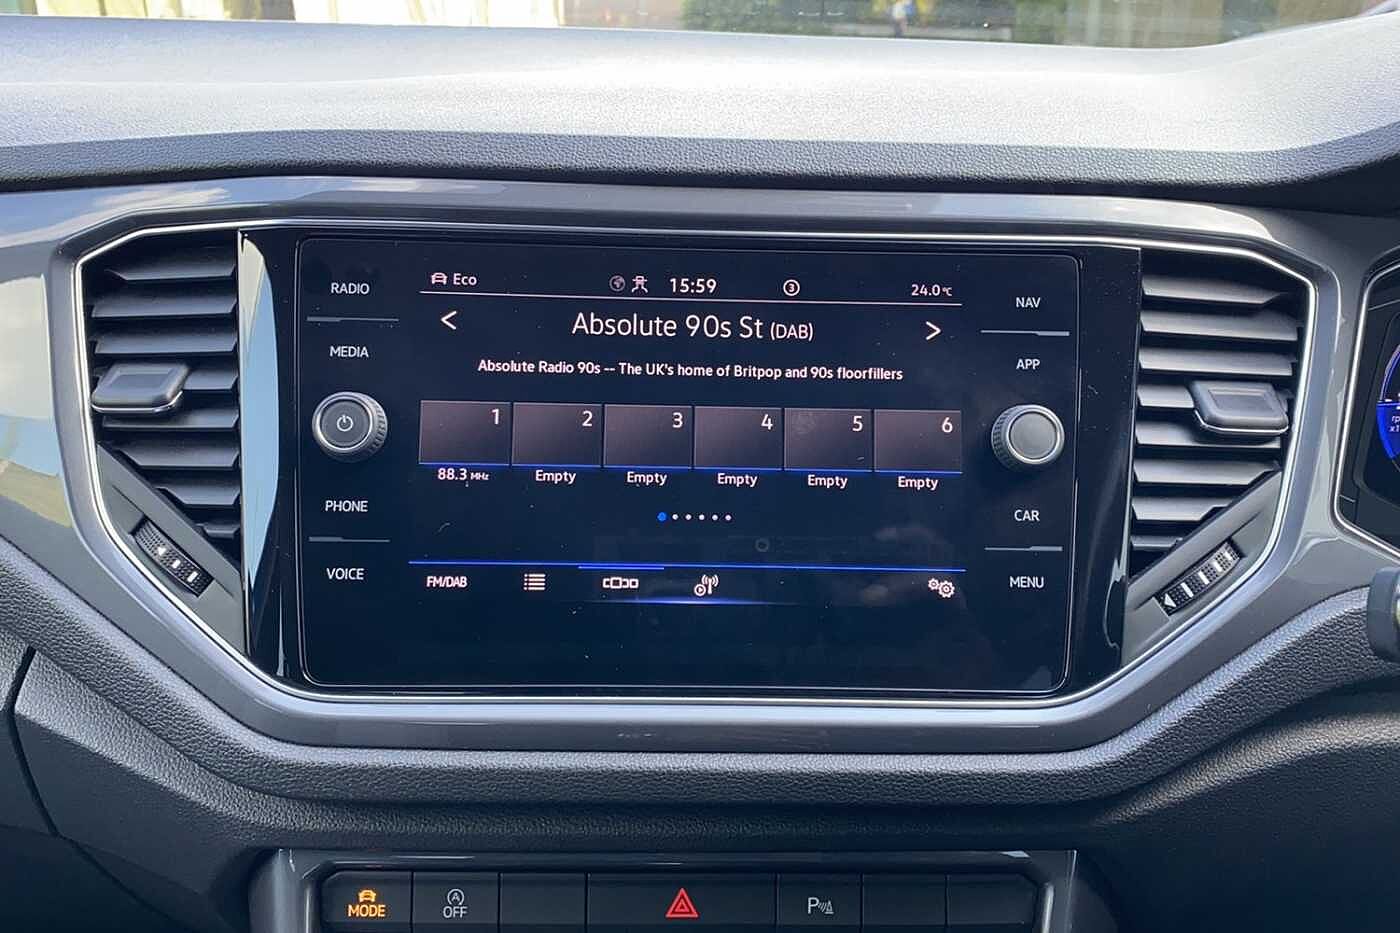 RADIO
MEDIA
PHONE
VOICE
Eco
15:59
3
24.0°C
< Absolute 90s St (DAB) >
Absolute Radio 90s -- The UK's home of Britpop and 90s floorfillers
1 2 3 4 5 6
88.3 MHz Empty Empty Empty Empty Empty
FM/DAB
NAV
APP
CAR
MENU
MODE
A
OFF
P